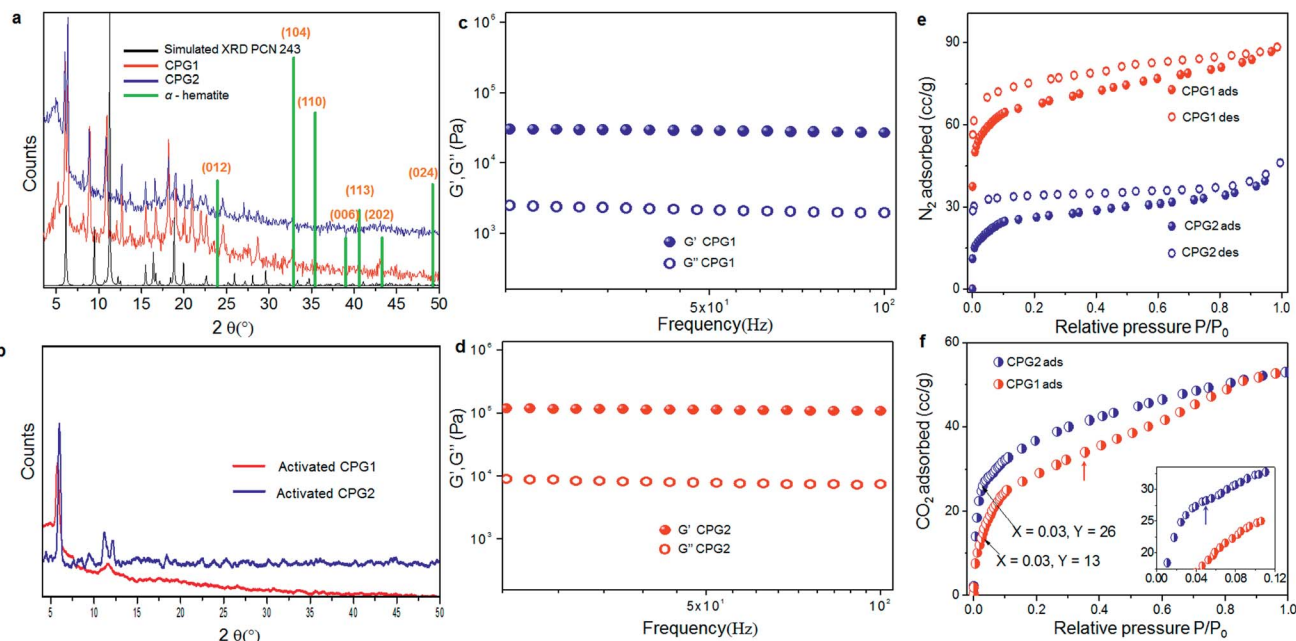 a
Counts
Simulated XRD PCN 243
CPG1
CPG2
α - hematite
(012)
(104)
(110)
(006)
(113)
(202)
(024)
5 10 15 20 25 30 35 40 45 50
2 θ(°)
b
Counts
Activated CPG1
Activated CPG2
5 10 15 20 25 30 35 40 45 50
2 θ(°)
c
G', G'' (Pa)
10⁶
10⁵
10⁴
10³
G' CPG1
G'' CPG1
5x10¹ 10²
Frequency(Hz)
d
G', G'' (Pa)
10⁶
10⁵
10⁴
10³
G' CPG2
G'' CPG2
5x10¹ 10²
Frequency(Hz)
e
N₂ adsorbed (cc/g)
90
60
30
0
CPG1 ads
CPG1 des
CPG2 ads
CPG2 des
0.0 0.2 0.4 0.6 0.8 1.0
Relative pressure P/P₀
f
CO₂ adsorbed (cc/g)
60
50
40
30
20
10
0
CPG2 ads
CPG1 ads
X = 0.03, Y = 26
X = 0.03, Y = 13
30
25
20
0.00 0.04 0.08 0.12
0.0 0.2 0.4 0.6 0.8 1.0
Relative pressure P/P₀